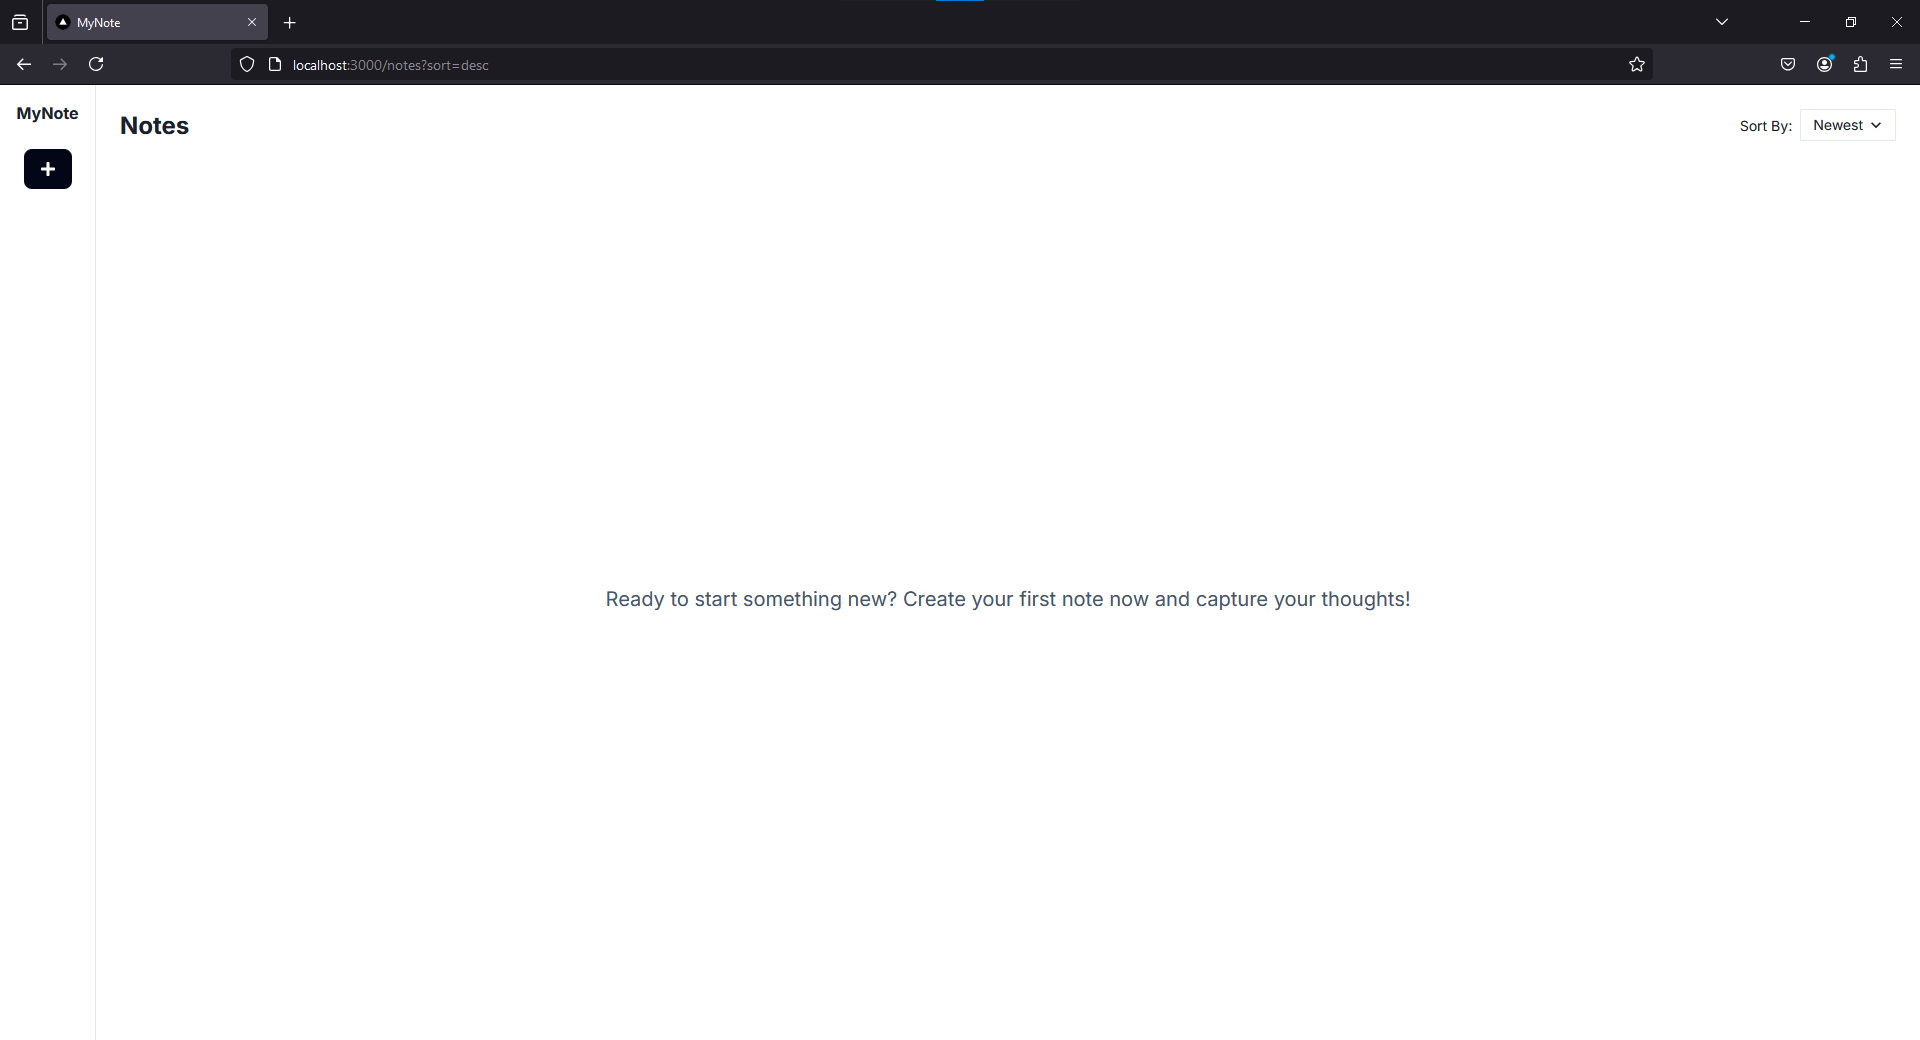 MyNote
localhost:3000/notes?sort=desc
MyNote
Notes
Sort By: Newest
Ready to start something new? Create your first note now and capture your thoughts!